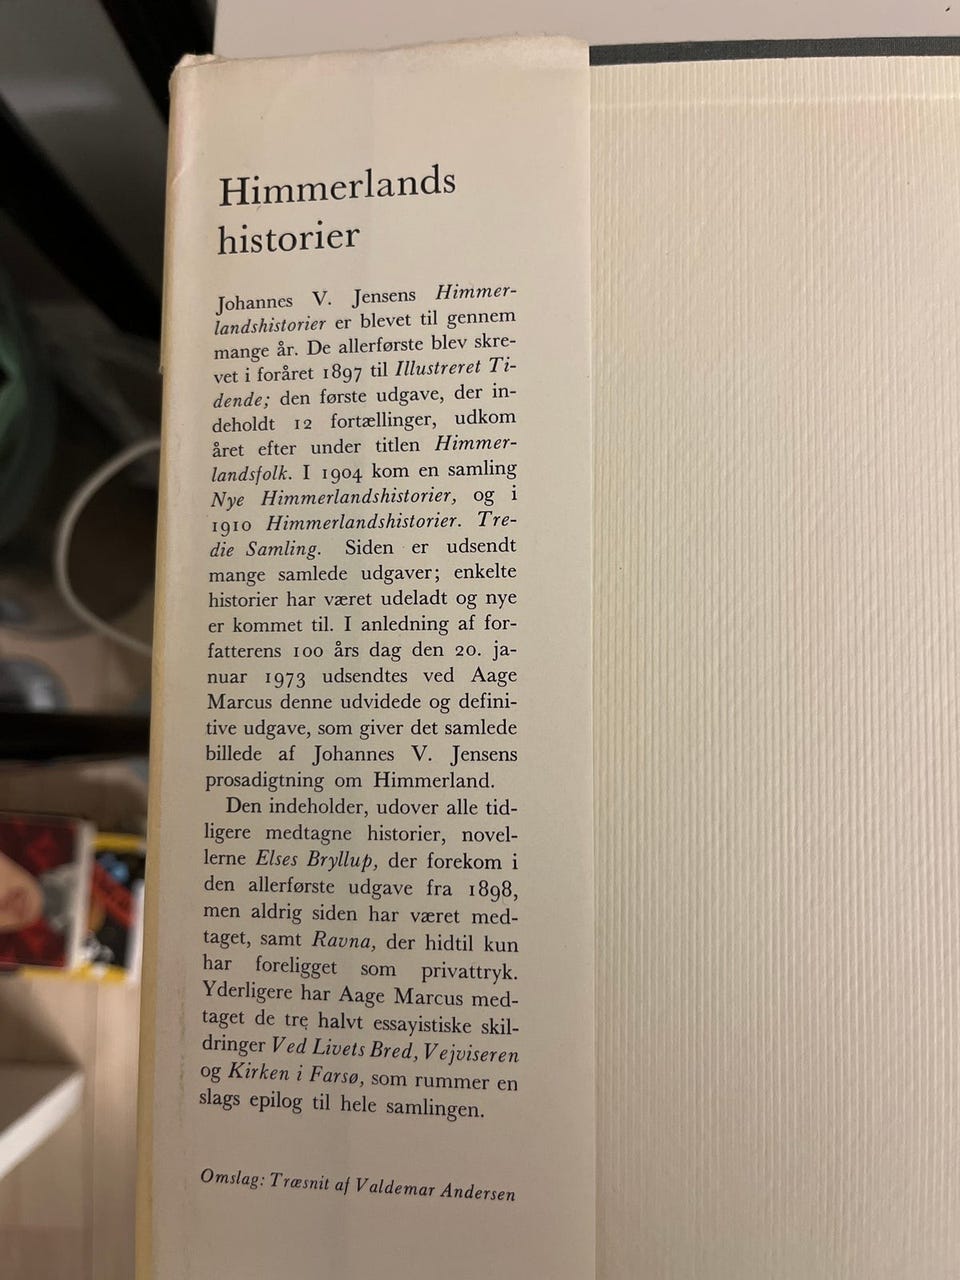 Himmerlands
historier
Johannes V. Jensens Himmer-
landshistorier er blevet til gennem
mange år. De allerførste blev skre-
vet i foråret 1897 til Illustreret Ti-
dende; den første udgave, der in-
deholdt 12 fortællinger, udkom
året efter under titlen Himmer-
landsfolk. I 1904 kom en samling
Nye Himmerlandshistorier, og i
1910 Himmerlandshistorier. Tre-
die Samling. Siden er udsendt
mange samlede udgaver; enkelte
historier har været udeladt og nye
er kommet til. I anledning af for-
fatterens 100 års dag den 20. ja-
nuar 1973 udsendtes ved Aage
Marcus denne udvidede og defini-
tive udgave, som giver det samlede
billede af Johannes V. Jensens
prosadigtning om Himmerland.
Den indeholder, udover alle tid-
ligere medtagne historier, novel-
lerne Elses Bryllup, der forekom i
den allerførste udgave fra 1898,
men aldrig siden har været med-
taget, samt Ravna, der hidtil kun
har foreligget som privattryk.
Yderligere har Aage Marcus med-
taget de tre halvt essayistiske skil-
dringer Ved Livets Bred, Vejviseren
og Kirken i Farsø, som rummer en
slags epilog til hele samlingen.
Omslag: Træsnit af Valdemar Andersen